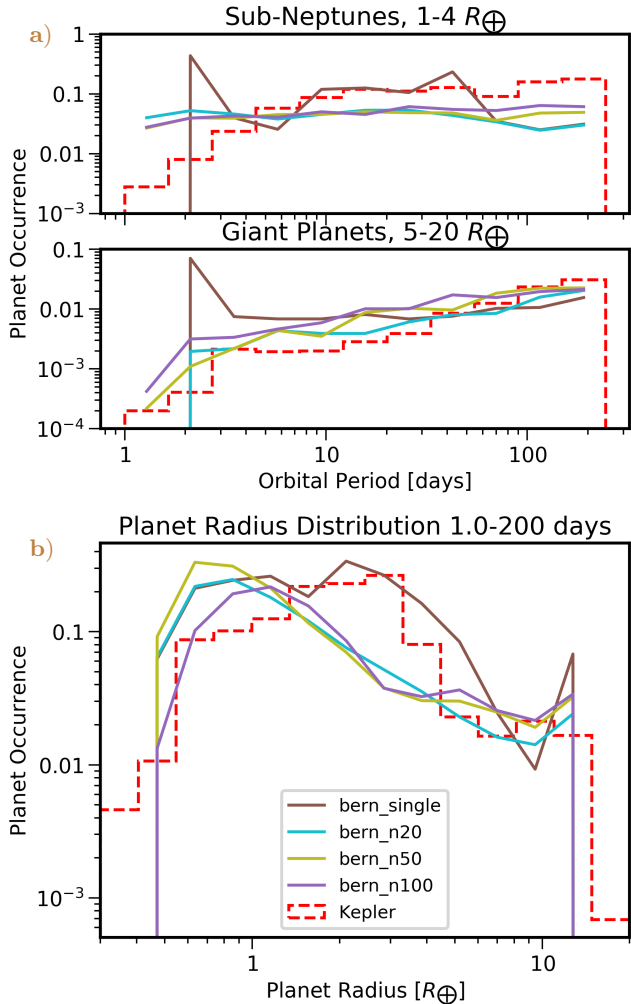 a)
Sub-Neptunes, 1-4 R⊕
1
0.1
0.01
10⁻³
Planet Occurrence
Giant Planets, 5-20 R⊕
0.1
0.01
10⁻³
10⁻⁴
1
10
100
Orbital Period [days]
b)
Planet Radius Distribution 1.0-200 days
0.1
0.01
10⁻³
Planet Occurrence
bern_single
bern_n20
bern_n50
bern_n100
Kepler
1
10
Planet Radius [R⊕]